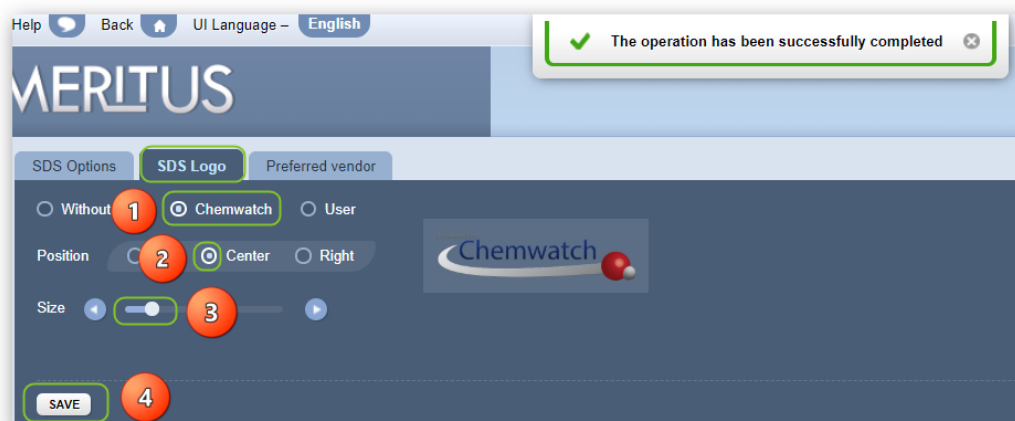 Help Back UI Language – English
The operation has been successfully completed
MERITUS
SDS Options SDS Logo Preferred vendor
Without 1 Chemwatch User
Position 2 Center Right
Chemwatch
Size 3
SAVE 4